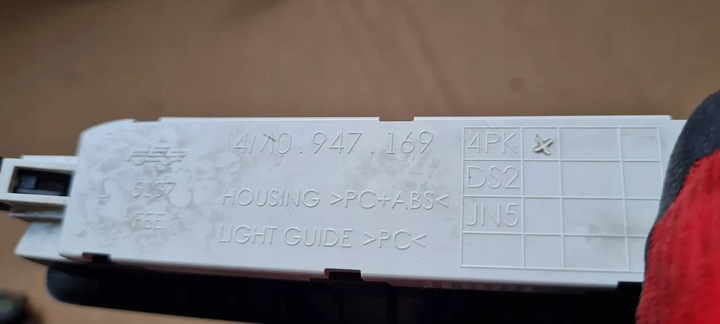 4M0.947.169
HOUSING >PC+ABS<
LIGHT GUIDE >PC<
L
4PK
DS2
JN5